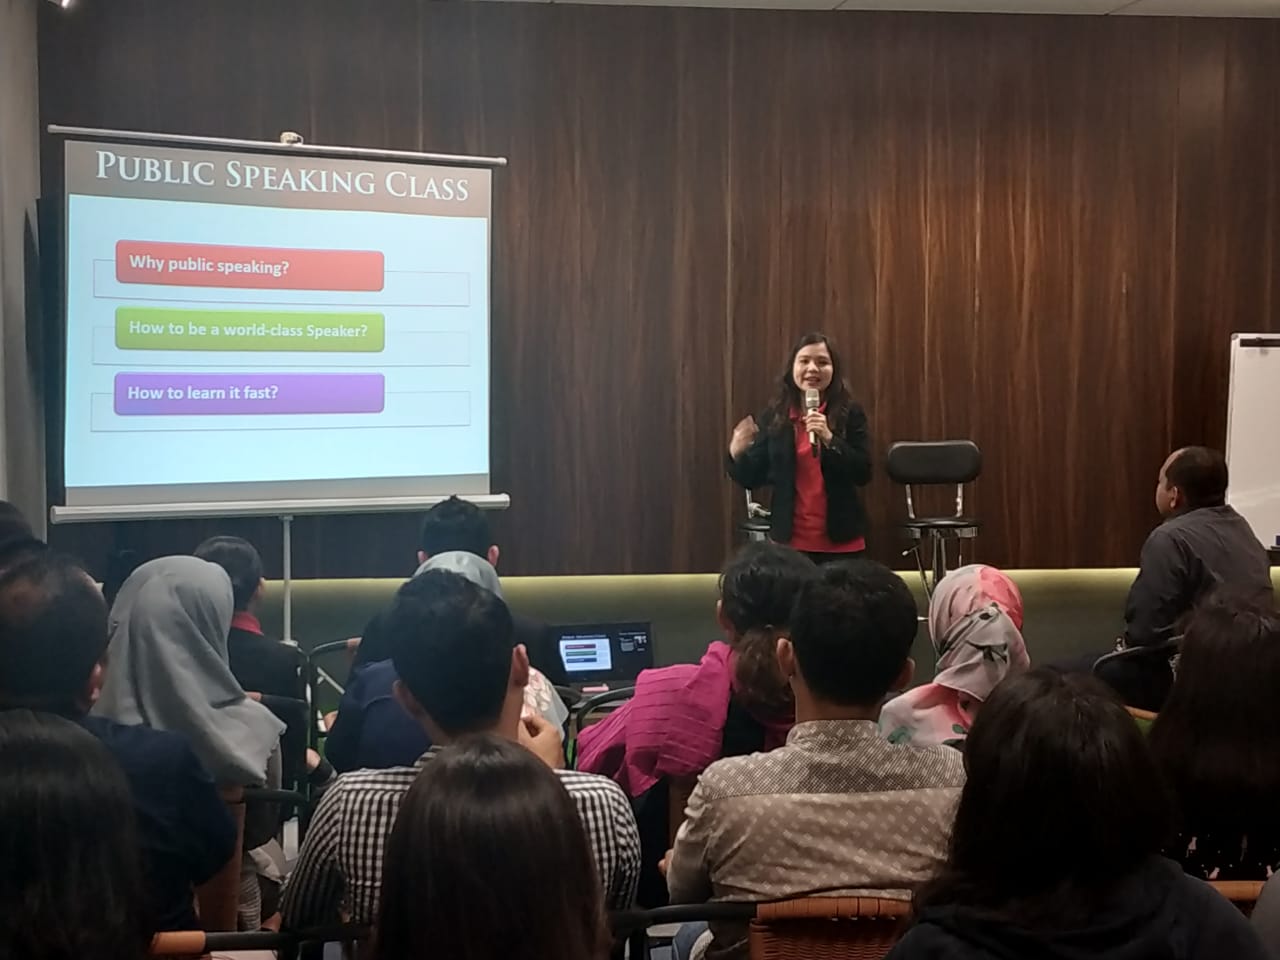 PUBLIC SPEAKING CLASS
Why public speaking?
How to be a world-class Speaker?
How to learn it fast?